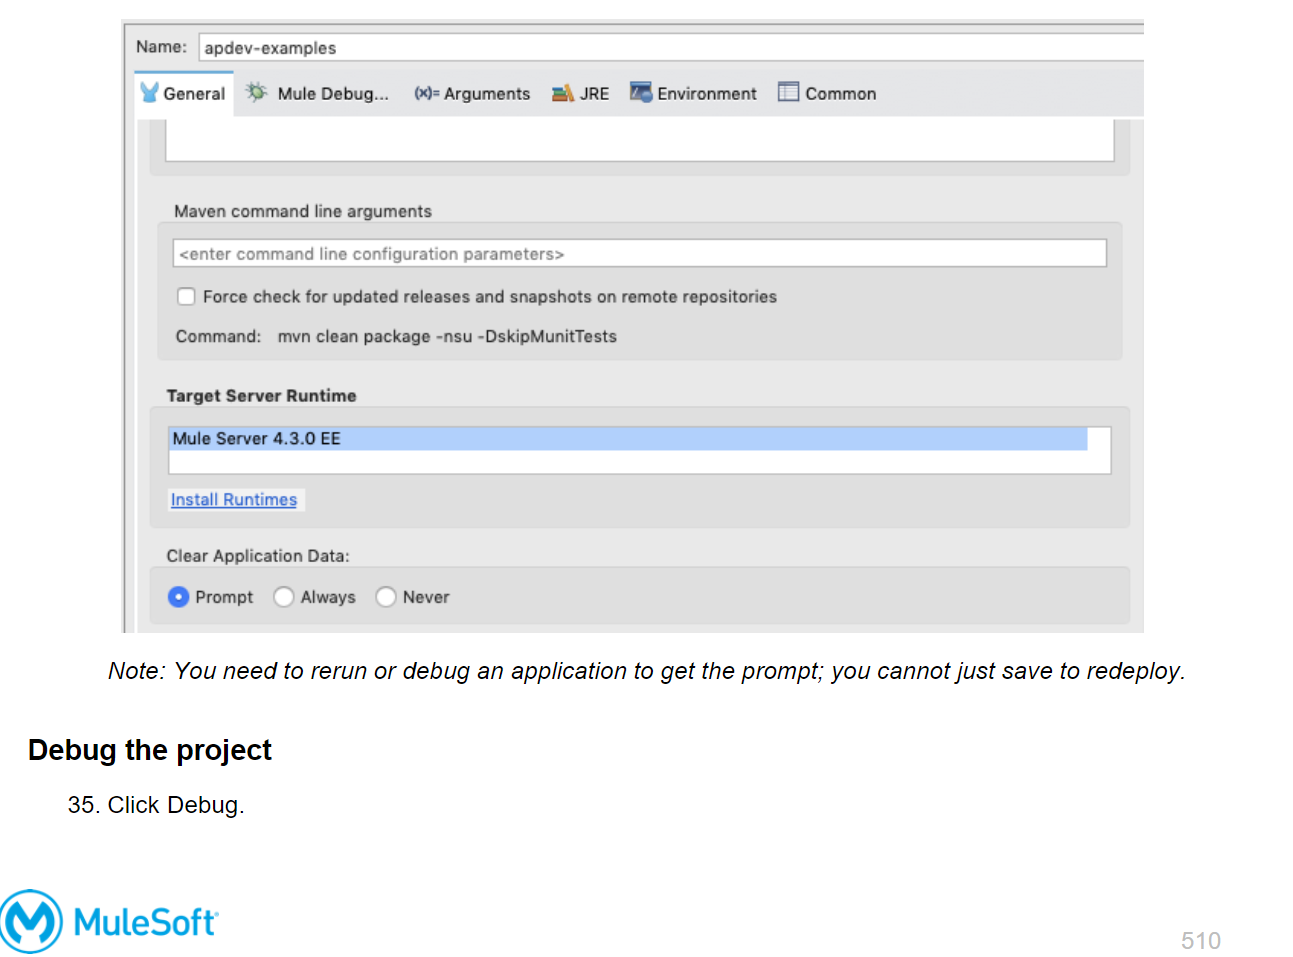 Name: apdev-examples
General Mule Debug... (x)= Arguments JRE Environment Common
Maven command line arguments
<enter command line configuration parameters>
Force check for updated releases and snapshots on remote repositories
Command: mvn clean package -nsu -DskipMunitTests
Target Server Runtime
Mule Server 4.3.0 EE
Install Runtimes
Clear Application Data:
Prompt Always Never
Note: You need to rerun or debug an application to get the prompt; you cannot just save to redeploy.
Debug the project
35. Click Debug.
MuleSoft
510